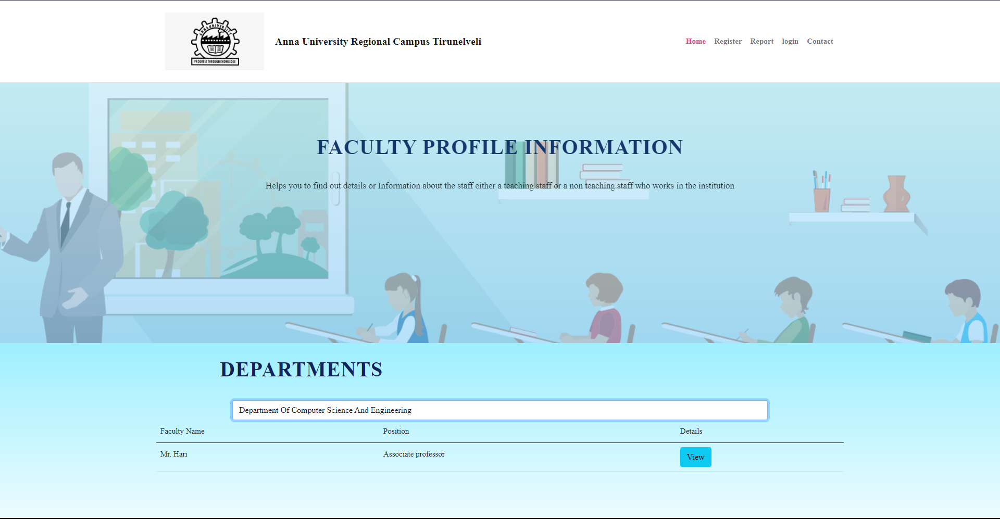 ANNA UNIVERSITY
PROGRESS THROUGH KNOWLEDGE
Anna University Regional Campus Tirunelveli
Home Register Report login Contact
FACULTY PROFILE INFORMATION
Helps you to find out details or Information about the staff either a teaching staff or a non teaching staff who works in the institution
DEPARTMENTS
Department Of Computer Science And Engineering
Faculty Name Position Details
Mr. Hari Associate professor View